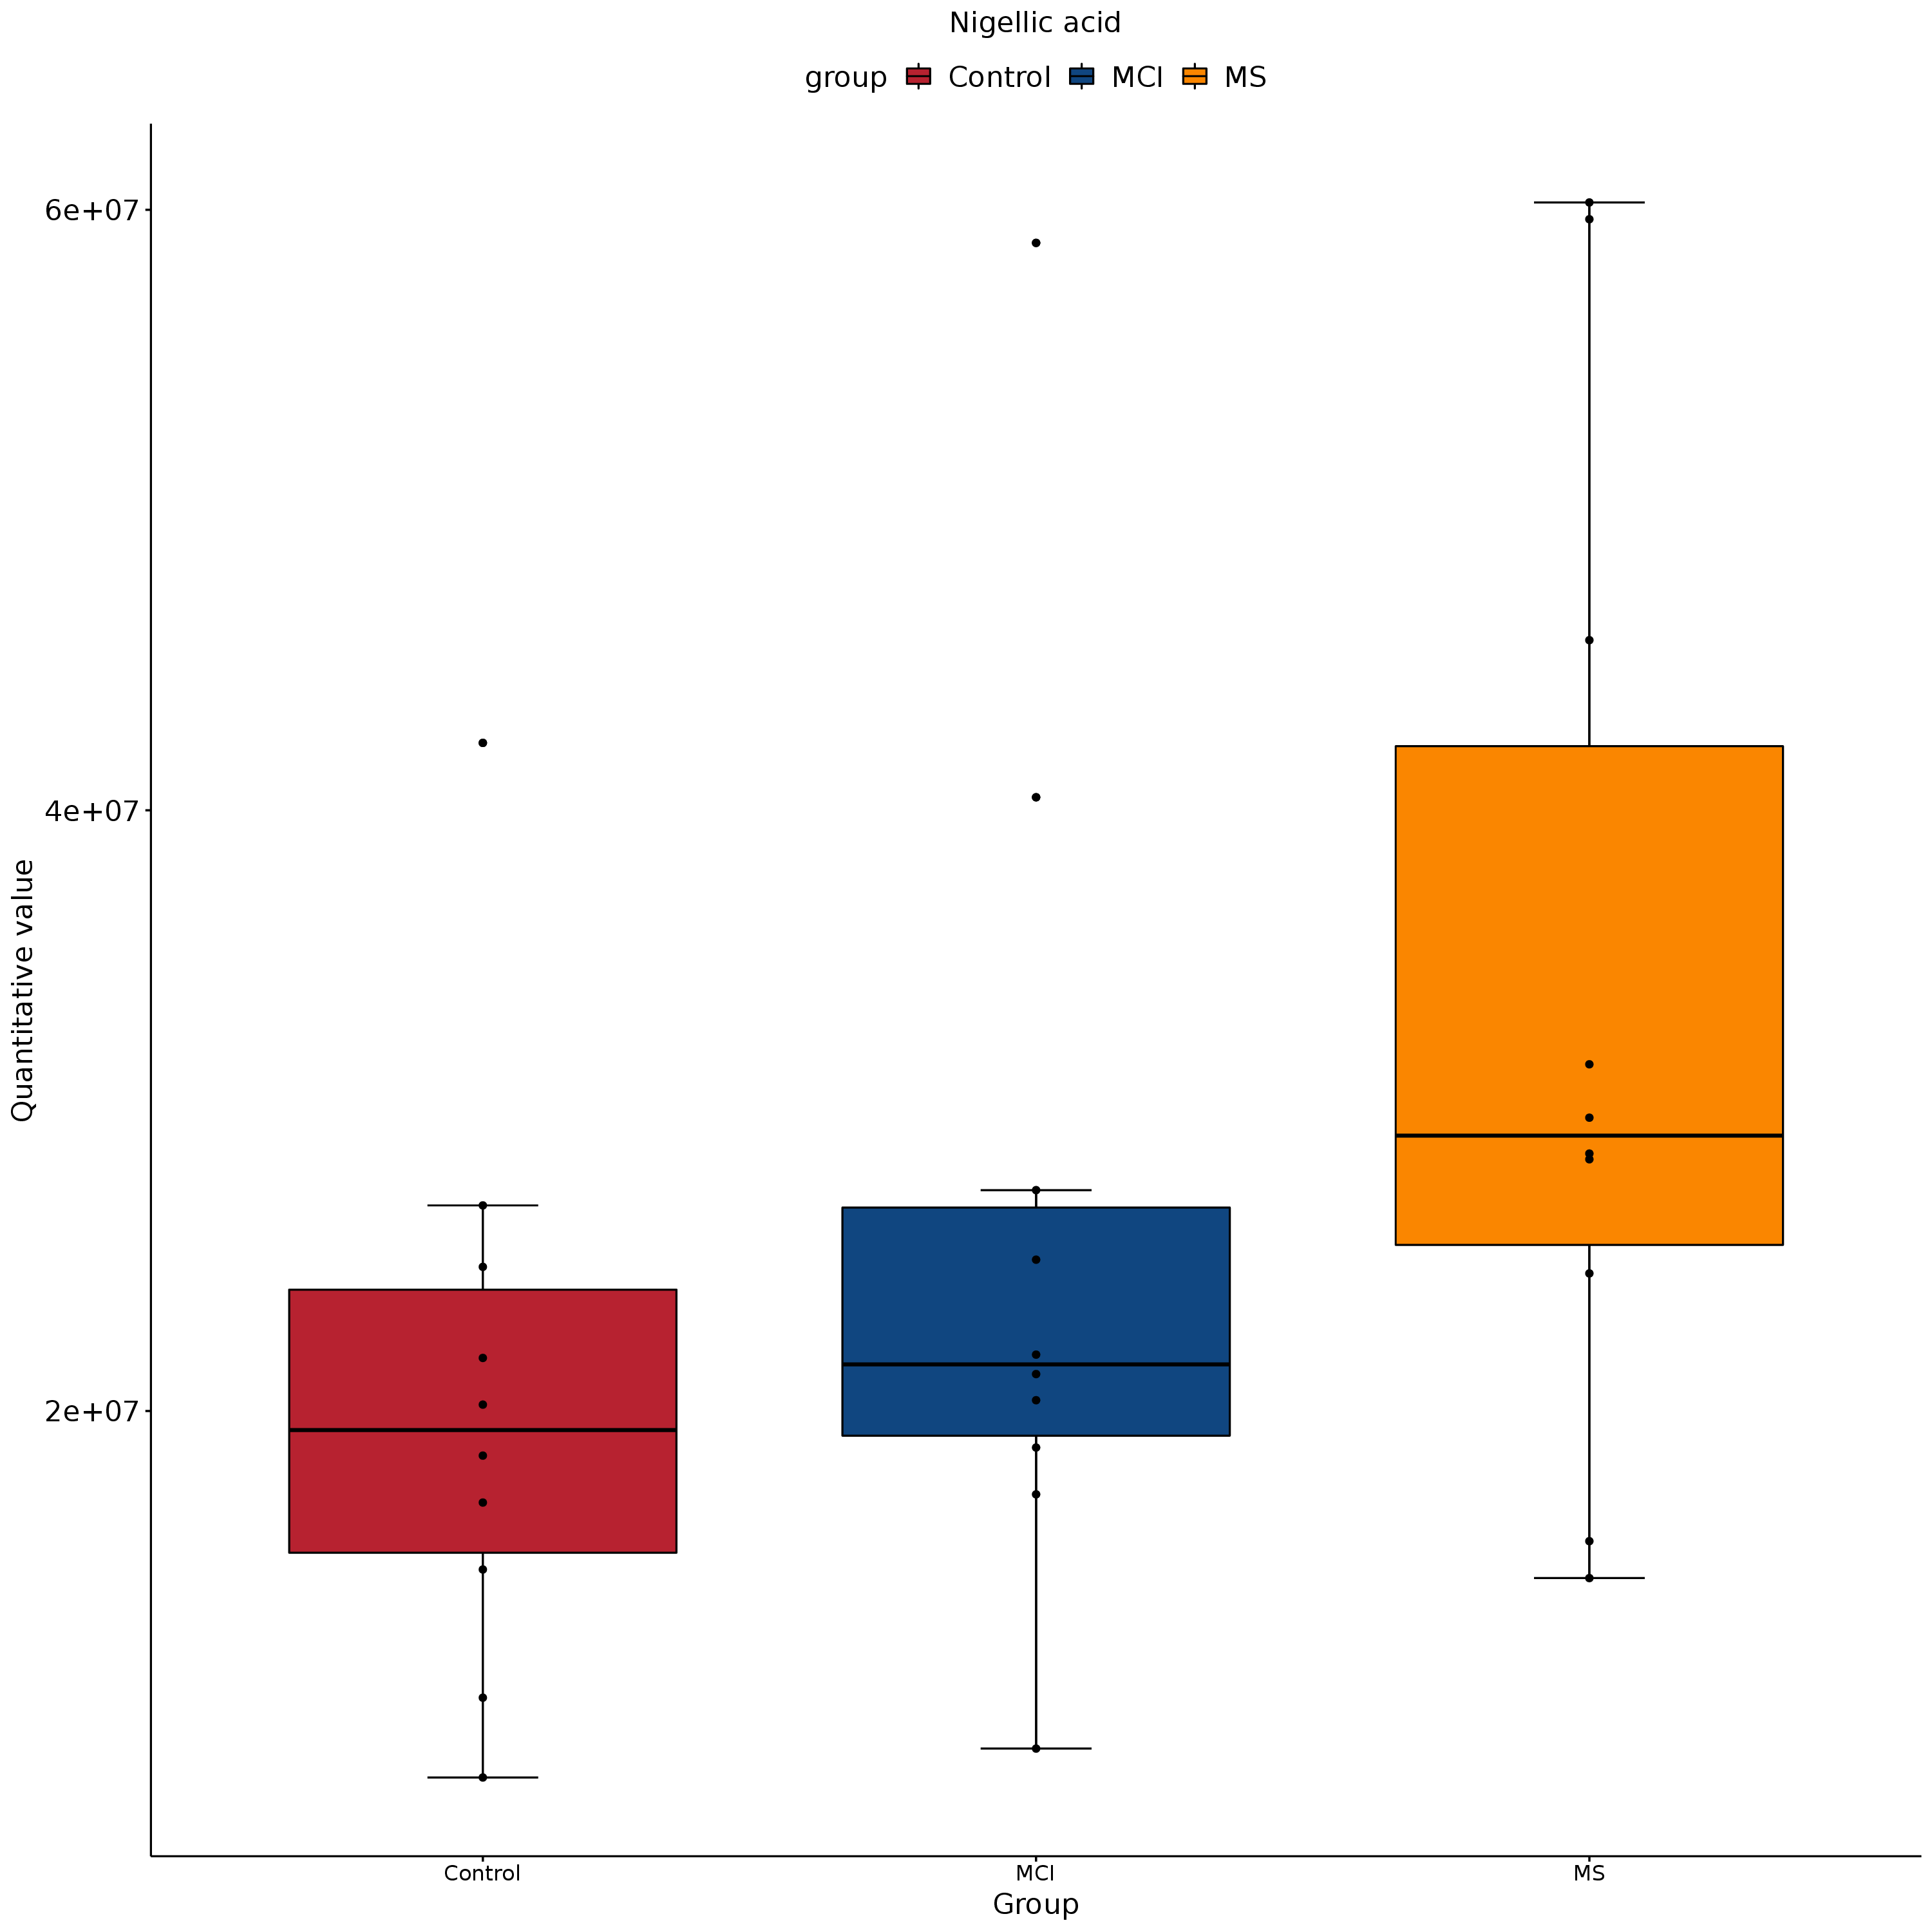 Nigellic acid
group Control MCI MS
6e+07
4e+07
2e+07
Quantitative value
Control MCI MS
Group